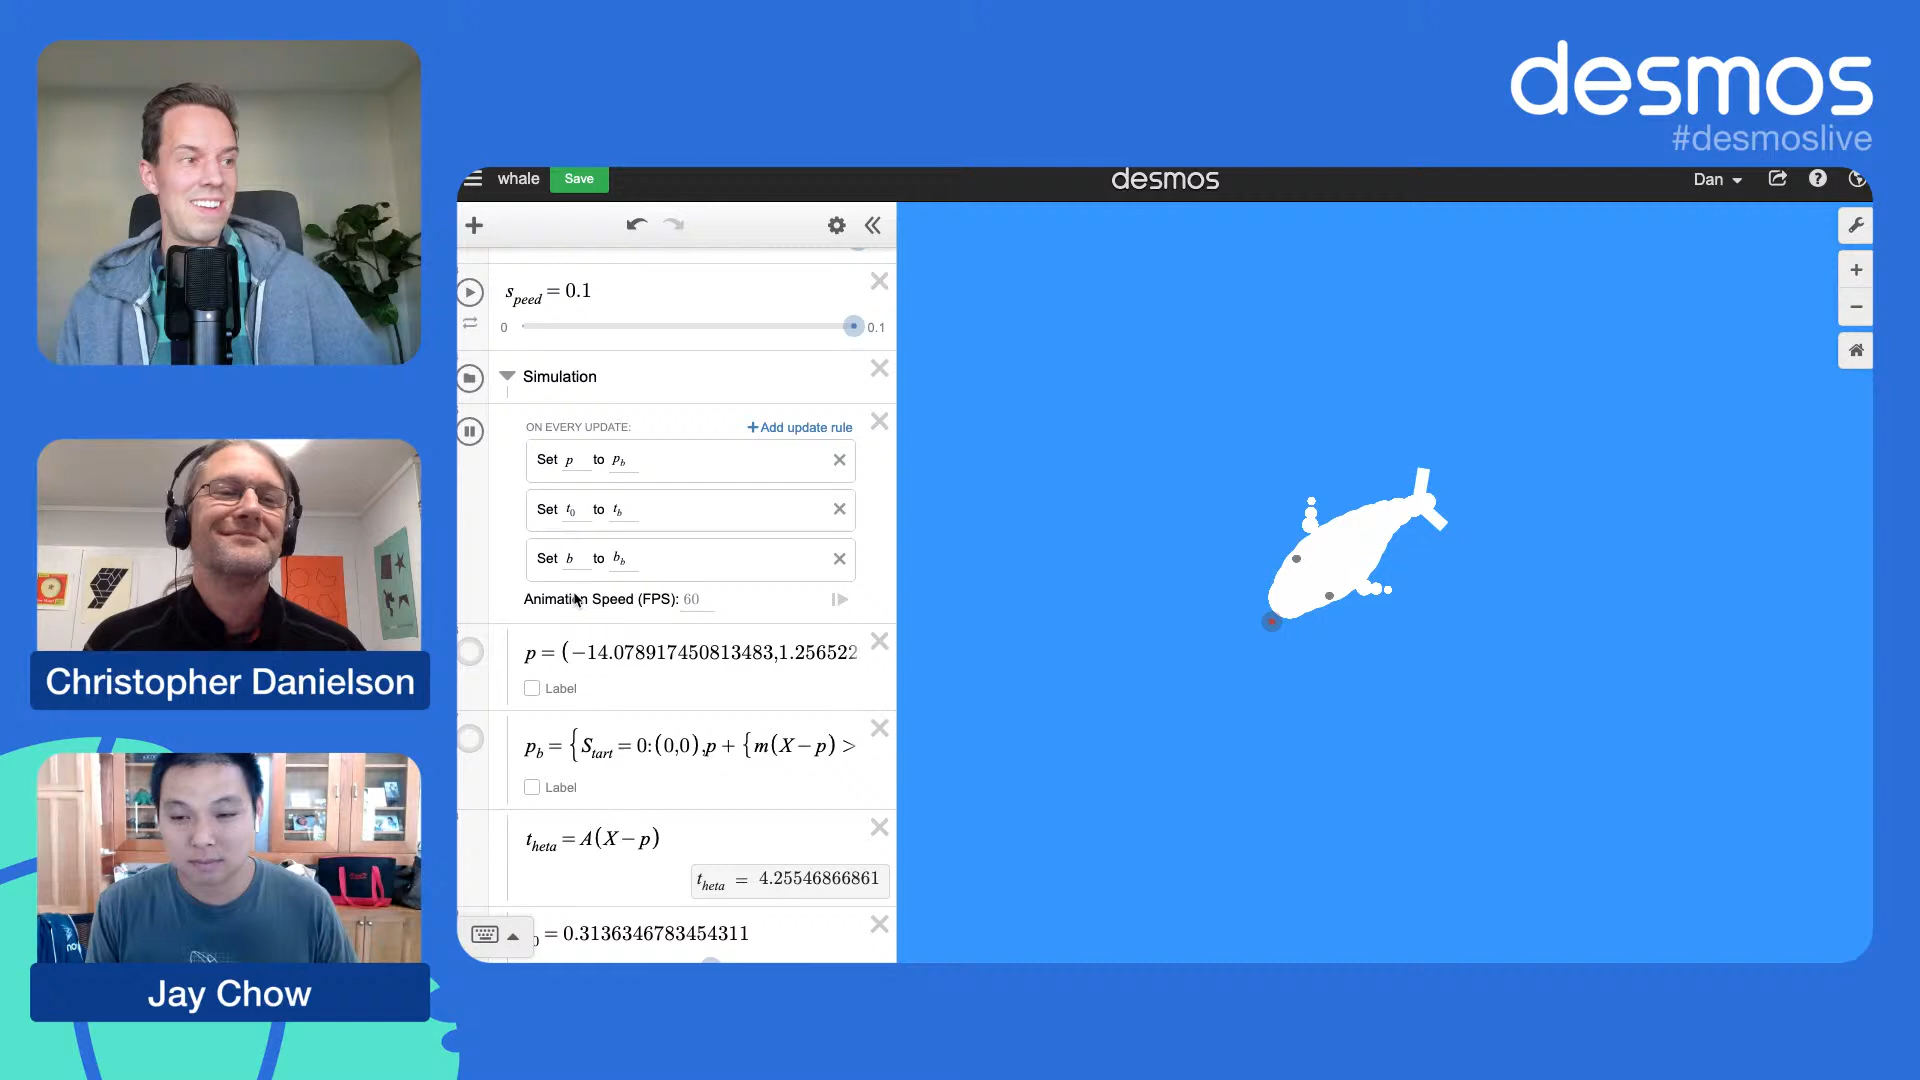 desmos
#desmoslive
whale
Save
desmos
Dan
s_peed = 0.1
0
0.1
Simulation
ON EVERY UPDATE:
+Add update rule
Set p to p_b
Set t_0 to t_b
Set b to b_b
Animation Speed (FPS): 60
p = (−14.078917450813483,1.256522
Label
p_b = {S_tart = 0:(0,0),p + {m(X−p) >
Label
t_heta = A(X−p)
t_heta = 4.25546866861
0 = 0.3136346783454311
Christopher Danielson
Jay Chow